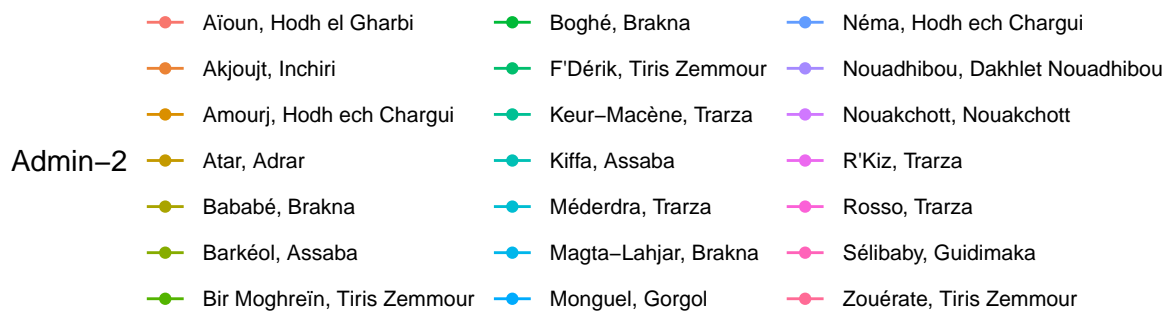 Admin−2
Aïoun, Hodh el Gharbi
Akjoujt, Inchiri
Amourj, Hodh ech Chargui
Atar, Adrar
Bababé, Brakna
Barkéol, Assaba
Bir Moghreïn, Tiris Zemmour
Boghé, Brakna
F'Dérik, Tiris Zemmour
Keur−Macène, Trarza
Kiffa, Assaba
Méderdra, Trarza
Magta−Lahjar, Brakna
Monguel, Gorgol
Néma, Hodh ech Chargui
Nouadhibou, Dakhlet Nouadhibou
Nouakchott, Nouakchott
R'Kiz, Trarza
Rosso, Trarza
Sélibaby, Guidimaka
Zouérate, Tiris Zemmour